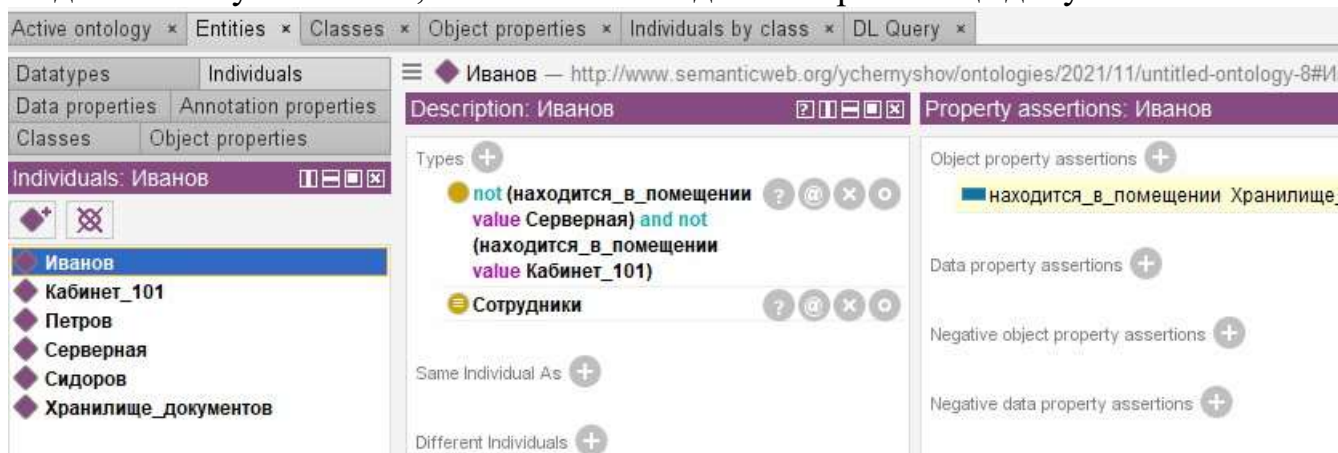 Active ontology × Entities × Classes × Object properties × Individuals by class × DL Query ×
Datatypes Individuals
Data properties Annotation properties
Classes Object properties
Individuals: Иванов
Иванов
Кабинет_101
Петров
Серверная
Сидоров
Хранилище_документов
Иванов — http://www.semanticweb.org/ychernyshov/ontologies/2021/11/untitled-ontology-8#И
Description: Иванов
Types
not (находится_в_помещении
value Серверная) and not
(находится_в_помещении
value Кабинет_101)
Сотрудники
Same Individual As
Different Individuals
Property assertions: Иванов
Object property assertions
находится_в_помещении Хранилище_
Data property assertions
Negative object property assertions
Negative data property assertions